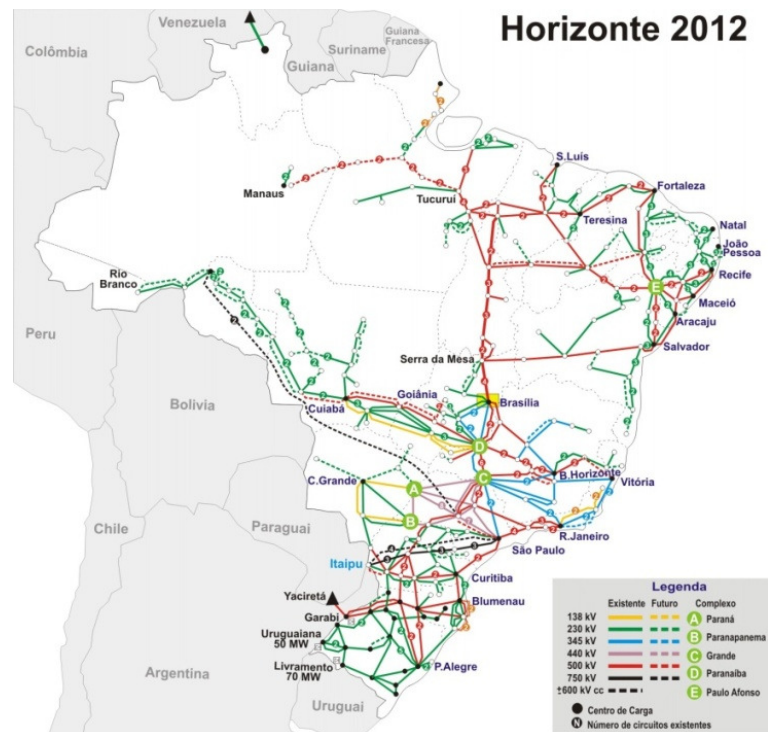 Horizonte 2012
Venezuela
Colômbia
Guiana
Suriname
Guiana
Francesa
S.Luis
Manaus
Tucuruí
Fortaleza
Teresina
Natal
João
Pessoa
Recife
Maceió
Aracaju
Salvador
E
Rio
Branco
Peru
Bolivia
Serra da Mesa
Goiânia
Brasília
Cuiabá
D
C
B.Horizonte
Vitória
C.Grande
A
B
Chile
Paraguai
R.Janeiro
São Paulo
Itaipu
Curitiba
Yaciretá
Blumenau
Garabi
Uruguaiana
50 MW
Livramento
70 MW
P.Alegre
Argentina
Uruguai
Legenda
Existente Futuro Complexo
138 kV A Paraná
230 kV B Paranapanema
345 kV
440 kV C Grande
500 kV D Paranaiba
750 kV
±600 kV cc E Paulo Afonso
Centro de Carga
N Número de circuitos existentes